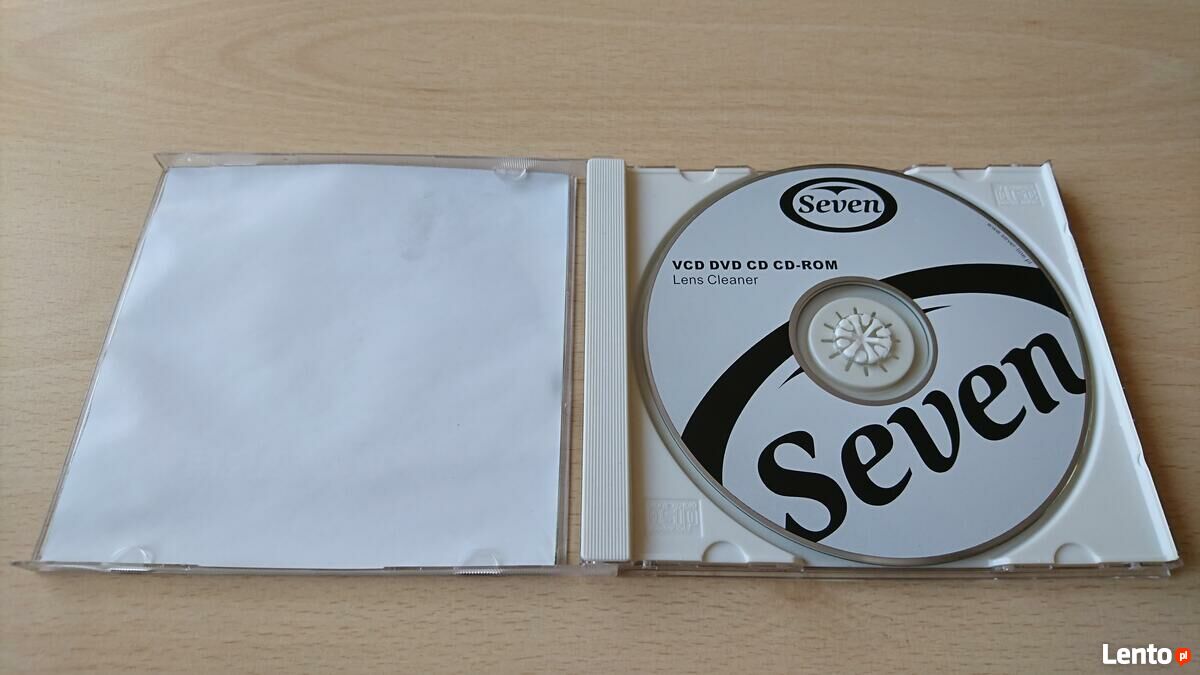 Seven
VCD DVD CD CD-ROM
Lens Cleaner
Seven
Lento pl